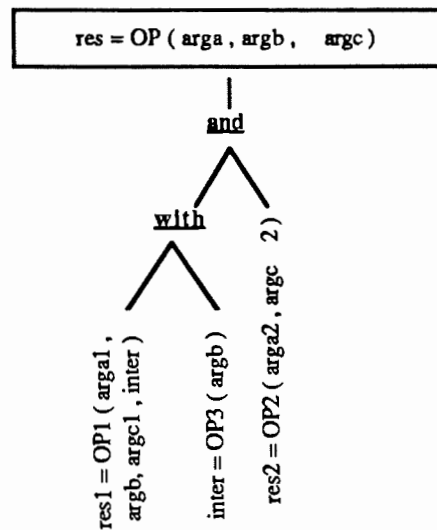 res = OP ( arga , argb , argc )
and
with
res1 = OP1 ( arga1 ,
argb, argc1 , inter )
inter = OP3 ( argb )
res2 = OP2 ( arga2 , argc 2 )